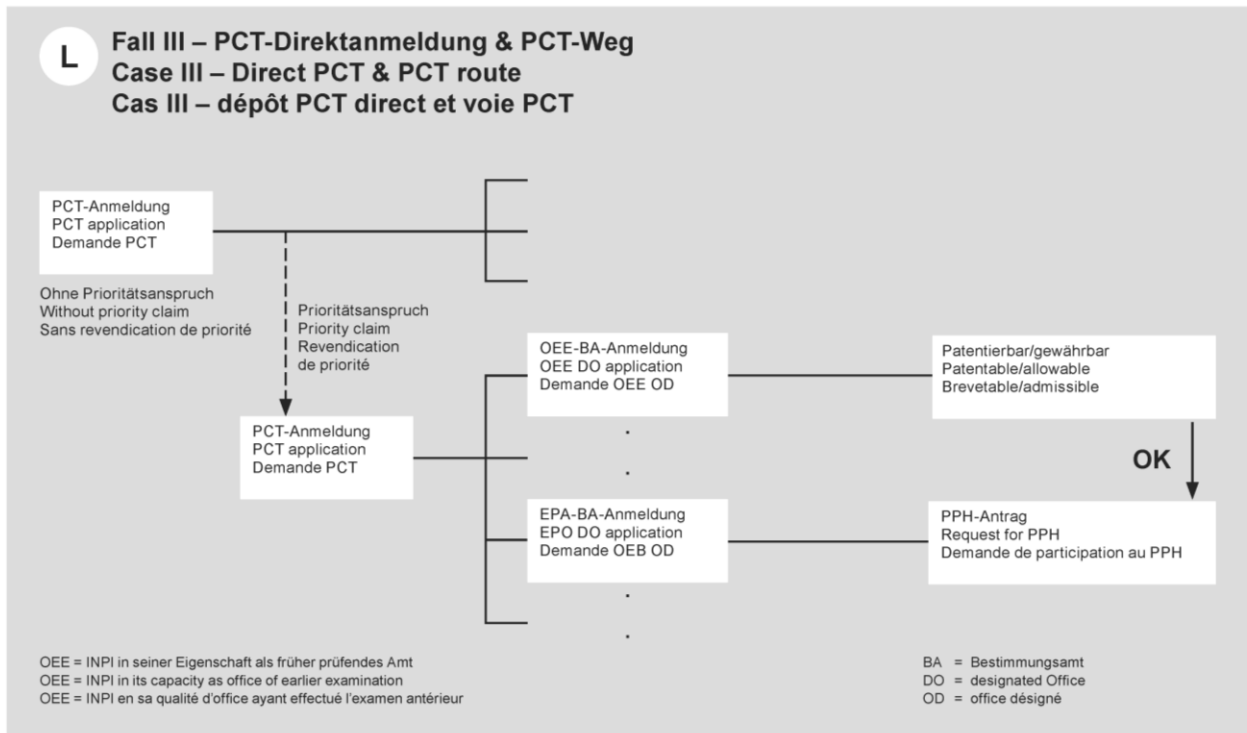 L
Fall III – PCT-Direktanmeldung & PCT-Weg
Case III – Direct PCT & PCT route
Cas III – dépôt PCT direct et voie PCT
PCT-Anmeldung
PCT application
Demande PCT
Ohne Prioritätsanspruch
Without priority claim
Sans revendication de priorité
Prioritätsanspruch
Priority claim
Revendication
de priorité
PCT-Anmeldung
PCT application
Demande PCT
OEE-BA-Anmeldung
OEE DO application
Demande OEE OD
Patentierbar/gewährbar
Patentable/allowable
Brevetable/admissible
OK
EPA-BA-Anmeldung
EPO DO application
Demande OEB OD
PPH-Antrag
Request for PPH
Demande de participation au PPH
OEE = INPI in seiner Eigenschaft als früher prüfendes Amt
OEE = INPI in its capacity as office of earlier examination
OEE = INPI en sa qualité d'office ayant effectué l'examen antérieur
BA = Bestimmungsamt
DO = designated Office
OD = office désigné